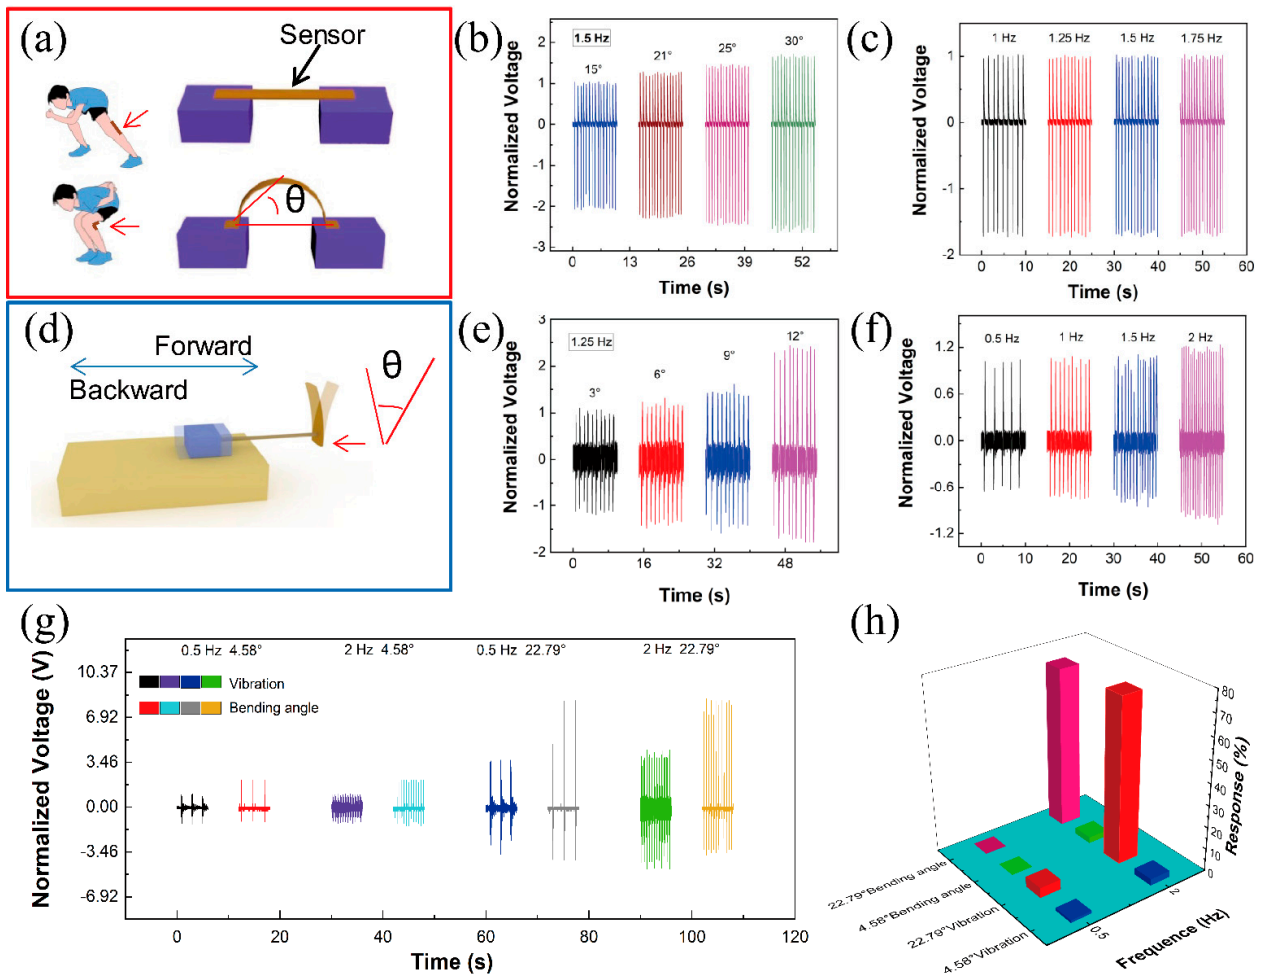 (a)
Sensor
θ
(b)
Normalized Voltage
2
1
0
-1
-2
-3
1.5 Hz
15°
21°
25°
30°
0
13
26
39
52
Time (s)
(c)
Normalized Voltage
1
0
-1
-2
1 Hz
1.25 Hz
1.5 Hz
1.75 Hz
0
10
20
30
40
50
60
Time (s)
(d)
Forward
Backward
θ
(e)
Normalized Voltage
3
2
1
0
-1
-2
1.25 Hz
3°
6°
9°
12°
0
16
32
48
Time (s)
(f)
Normalized Voltage
1.2
0.6
0.0
-0.6
-1.2
0.5 Hz
1 Hz
1.5 Hz
2 Hz
0
10
20
30
40
50
60
Time (s)
(g)
Normalized Voltage (V)
10.37
6.92
3.46
0.00
-3.46
-6.92
0.5 Hz 4.58°
2 Hz 4.58°
0.5 Hz 22.79°
2 Hz 22.79°
Vibration
Bending angle
0
20
40
60
80
100
120
Time (s)
(h)
80
70
60
50
40
30
20
10
0
Response (%)
22.79°Bending angle
4.58°Bending angle
22.79°Vibration
4.58°Vibration
0.5
2
Frequence (Hz)